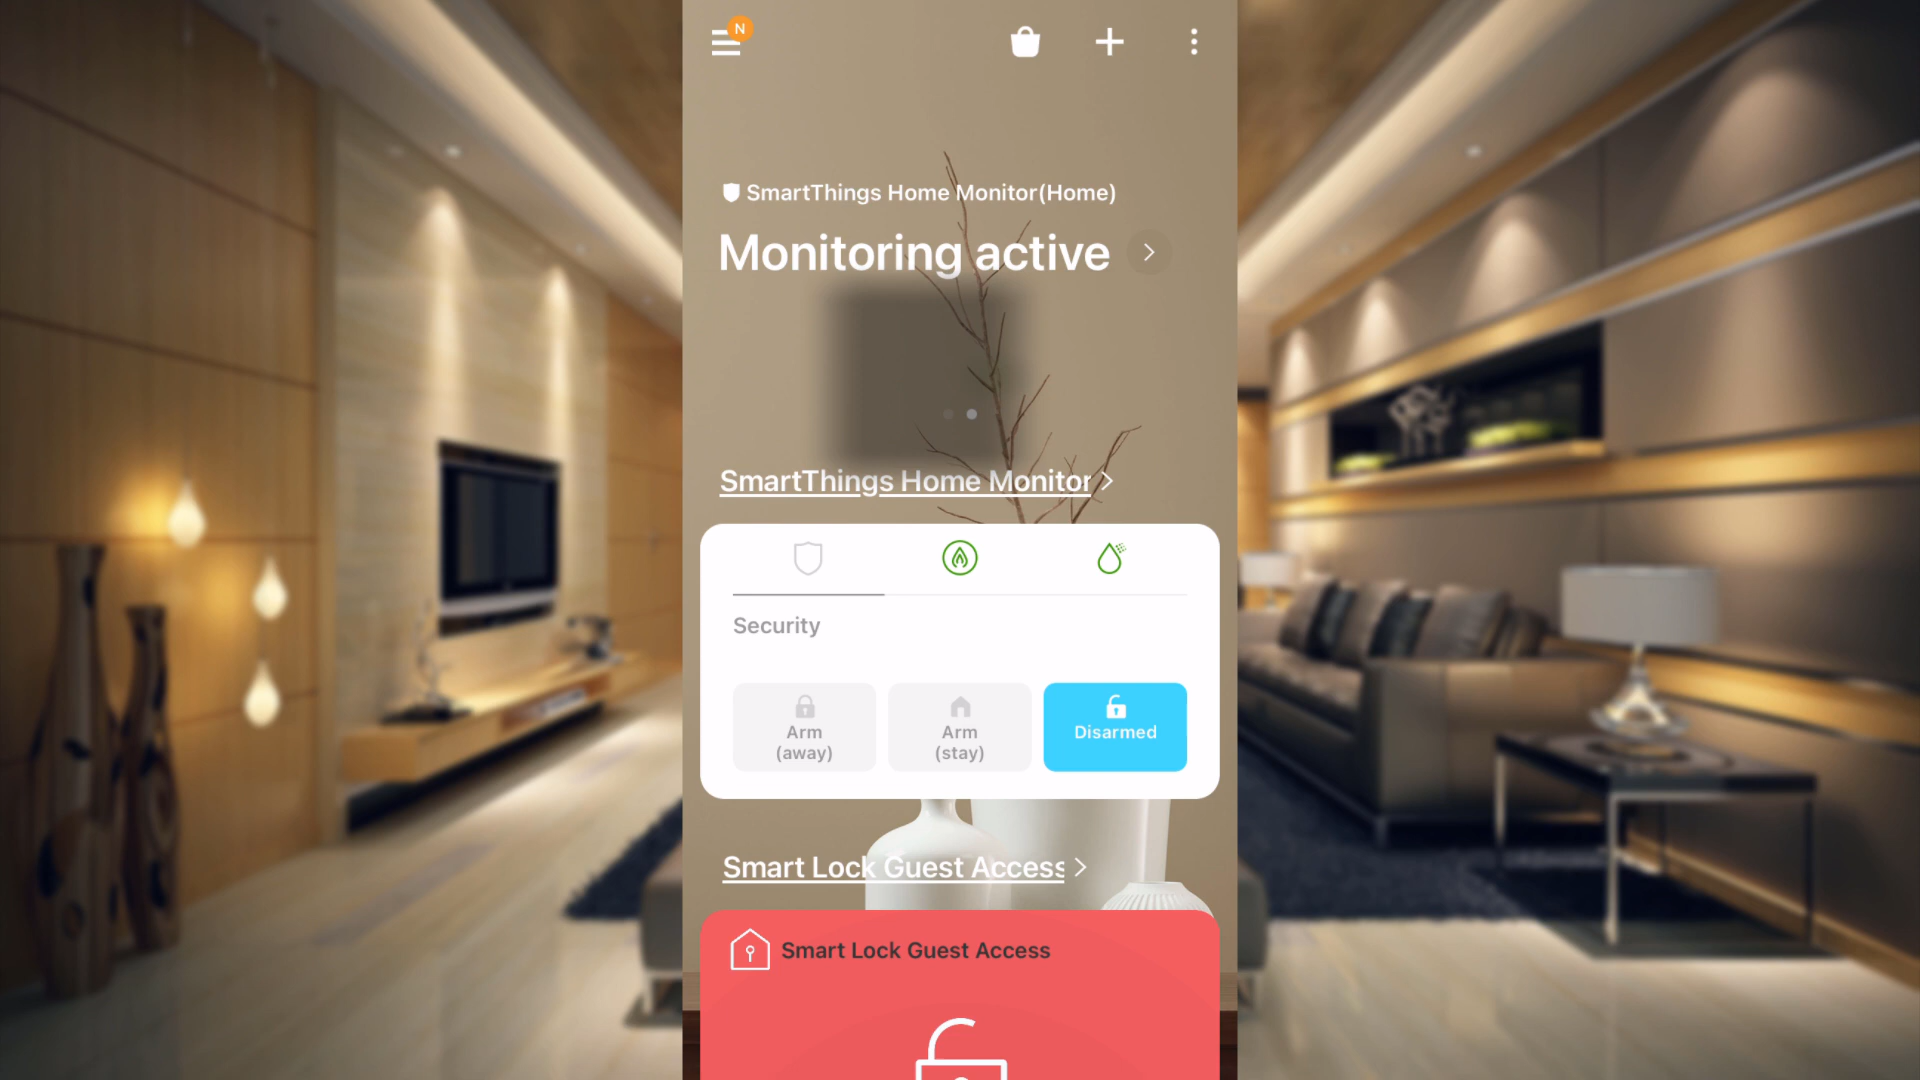 N
SmartThings Home Monitor(Home)
Monitoring active
SmartThings Home Monitor
Security
Arm
(away)
Arm
(stay)
Disarmed
Smart Lock Guest Access
Smart Lock Guest Access